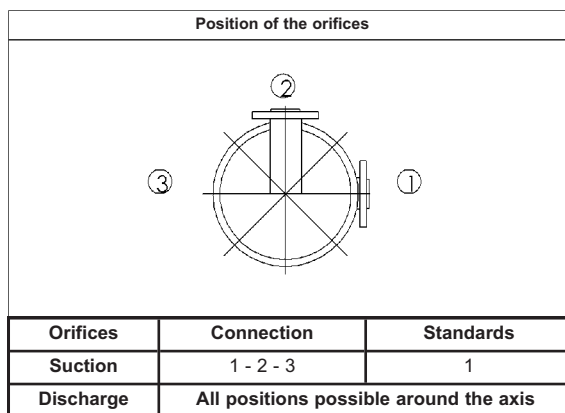 Position of the orifices
2
3
1
Orifices Connection Standards
Suction 1 - 2 - 3 1
Discharge All positions possible around the axis